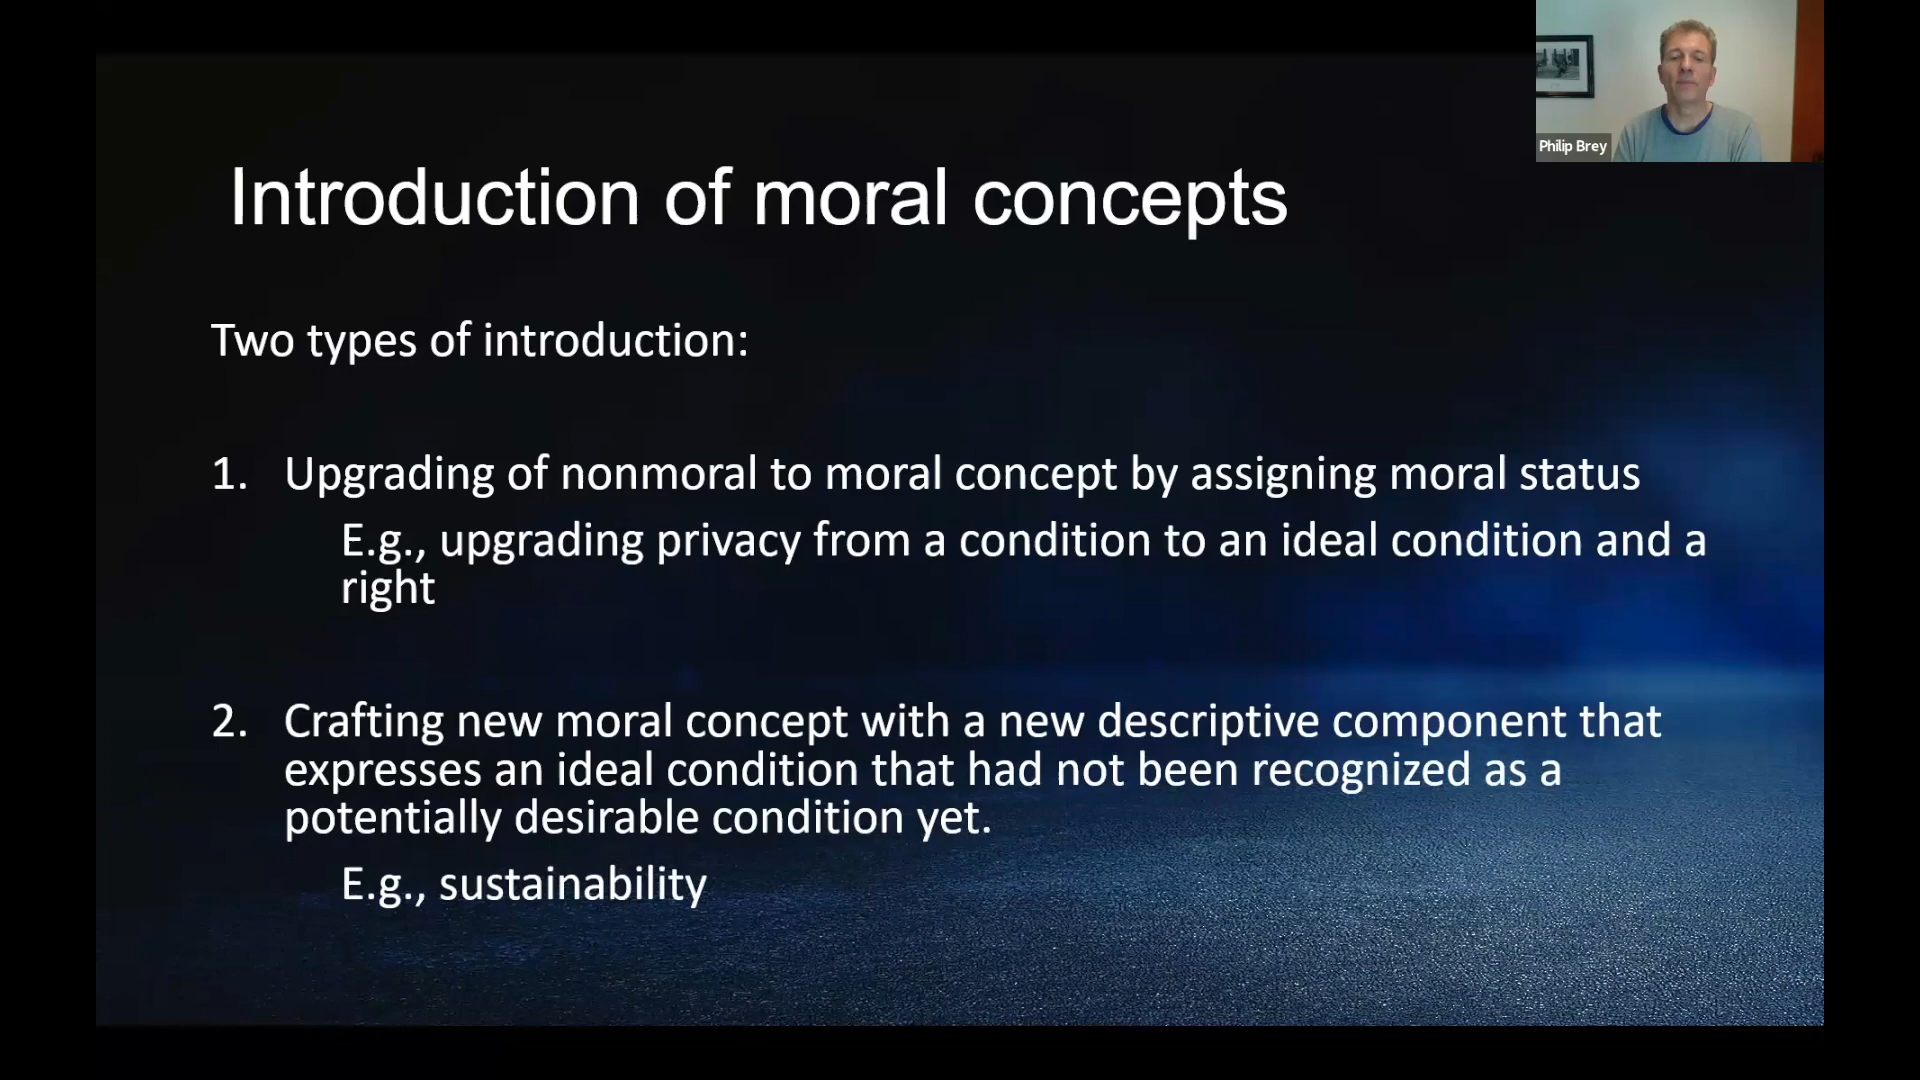 Philip Brey
Introduction of moral concepts
Two types of introduction:
1. Upgrading of nonmoral to moral concept by assigning moral status
E.g., upgrading privacy from a condition to an ideal condition and a
right
2. Crafting new moral concept with a new descriptive component that
expresses an ideal condition that had not been recognized as a
potentially desirable condition yet.
E.g., sustainability